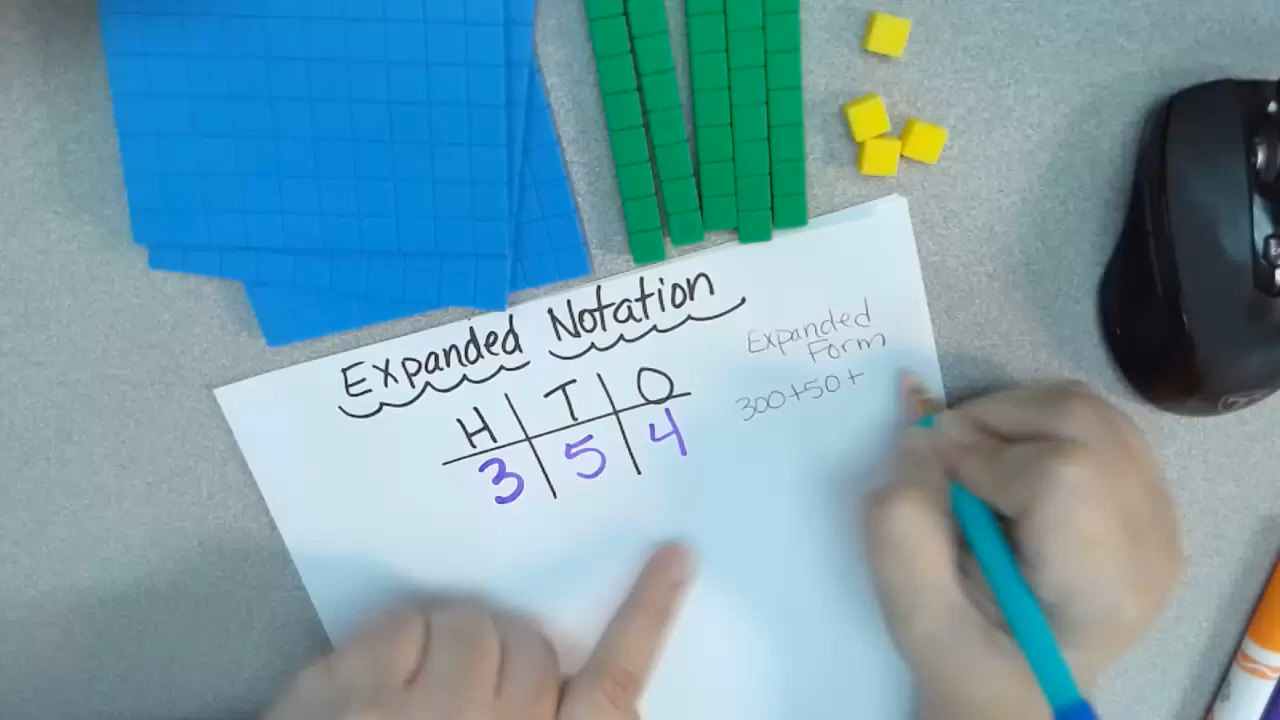 Expanded Notation
H T O
3 5 4
Expanded
Form
300+50+